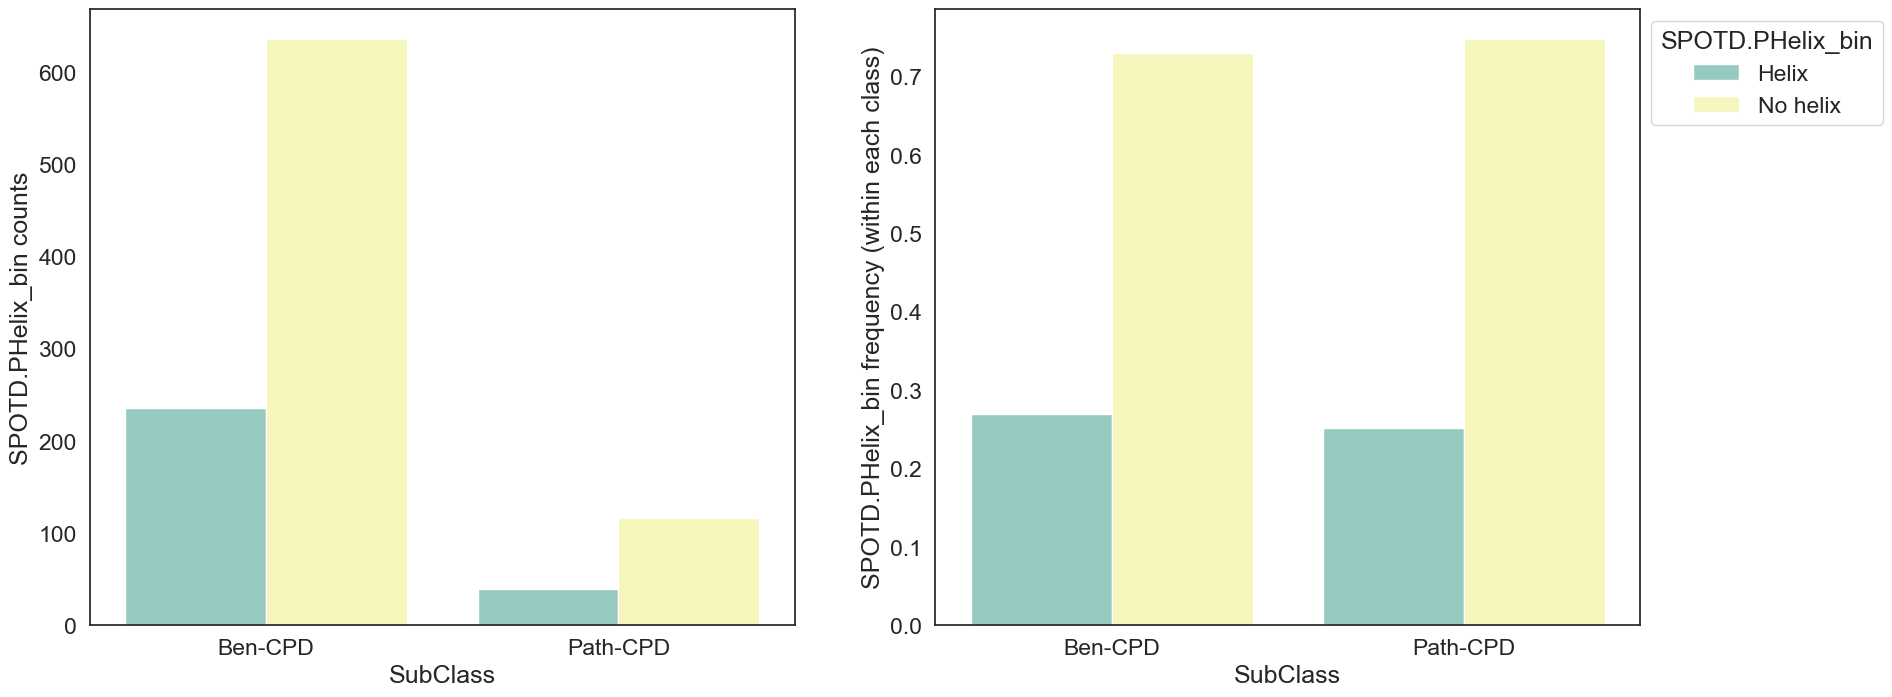 SPOTD.PHelix_bin counts
600
500
400
300
200
100
0
Ben-CPD
Path-CPD
SubClass
SPOTD.PHelix_bin frequency (within each class)
0.7
0.6
0.5
0.4
0.3
0.2
0.1
0.0
Ben-CPD
Path-CPD
SubClass
SPOTD.PHelix_bin
Helix
No helix